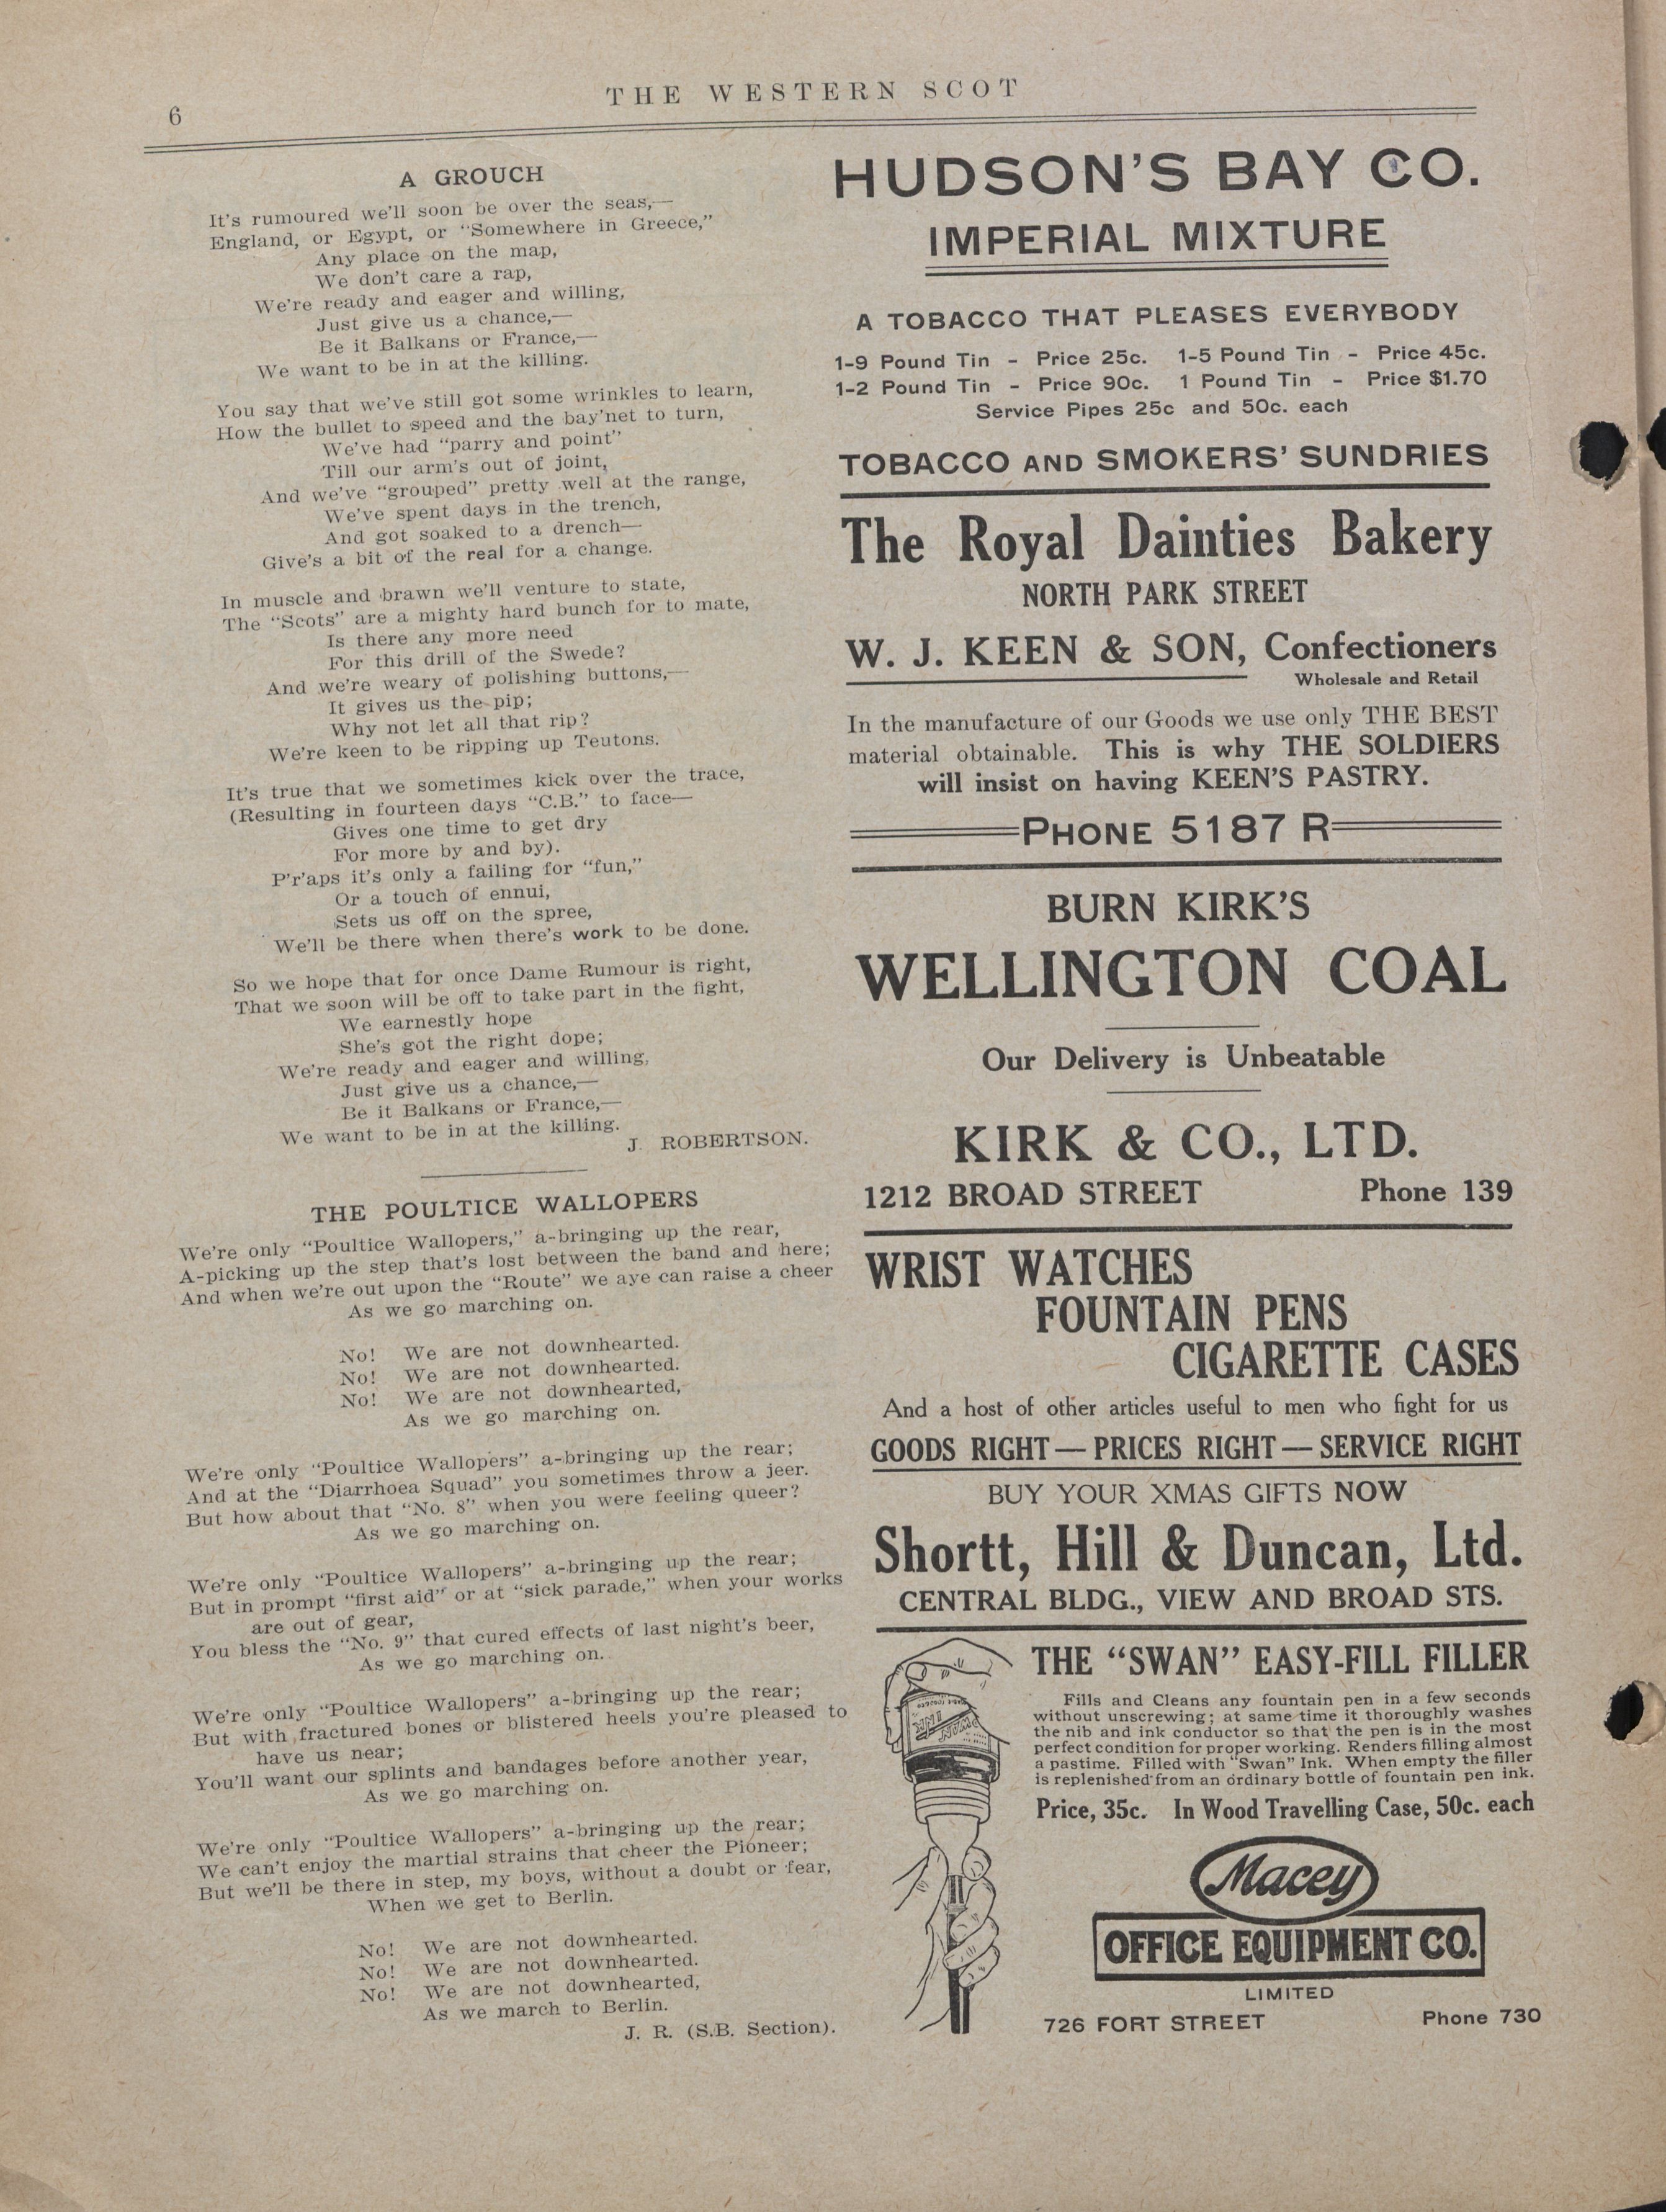 6
THE WESTERN SCOT
A GROUCH
It's rumoured we'll soon be over the seas,—
England, or Egypt, or "Somewhere in Greece,"
Any place on the map,
We don't care a rap,
We're ready and eager and willing,
Just give us a chance,—
Be it Balkans or France,—
We want to be in at the killing.
You say that we've still got some wrinkles to learn,
How the bullet to speed and the bay'net to turn,
We've had "parry and point"
Till our arm's out of joint,
And we've "grouped" pretty well at the range,
We've spent days in the trench,
And got soaked to a drench—
Give's a bit of the real for a change.
In muscle and brawn we'll venture to state,
The "Scots" are a mighty hard bunch for to mate,
Is there any more need
For this drill of the Swede?
And we're weary of polishing buttons,—
It gives us the pip;
Why not let all that rip?
We're keen to be ripping up Teutons.
It's true that we sometimes kick over the trace,
(Resulting in fourteen days "C.B." to face—
Gives one time to get dry
For more by and by).
P'r'aps it's only a failing for "fun,"
Or a touch of ennui,
Sets us off on the spree,
We'll be there when there's work to be done.
So we hope that for once Dame Rumour is right,
That we soon will be off to take part in the fight,
We earnestly hope
She's got the right dope;
We're ready and eager and willing,
Just give us a chance,—
Be it Balkans or France,—
We want to be in at the killing.
J. ROBERTSON.
THE POULTICE WALLOPERS
We're only "Poultice Wallopers," a-bringing up the rear,
A-picking up the step that's lost between the band and here;
And when we're out upon the "Route" we aye can raise a cheer
As we go marching on.
No! We are not downhearted.
No! We are not downhearted.
No! We are not downhearted,
As we go marching on.
We're only "Poultice Wallopers" a-bringing up the rear;
And at the "Diarrhoea Squad" you sometimes throw a jeer.
But how about that "No. 8" when you were feeling queer?
As we go marching on.
We're only "Poultice Wallopers" a-bringing up the rear;
But in prompt "first aid" or at "sick parade," when your works
are out of gear,
You bless the "No. 9" that cured effects of last night's beer,
As we go marching on.
We're only "Poultice Wallopers" a-bringing up the rear;
But with fractured bones or blistered heels you're pleased to
have us near;
You'll want our splints and bandages before another year,
As we go marching on.
We're only "Poultice Wallopers" a-bringing up the rear;
We can't enjoy the martial strains that cheer the Pioneer;
But we'll be there in step, my boys, without a doubt or fear,
When we get to Berlin.
No! We are not downhearted.
No! We are not downhearted.
No! We are not downhearted,
As we march to Berlin.
J. R. (S.B. Section).
HUDSON'S BAY CO.
IMPERIAL MIXTURE
A TOBACCO THAT PLEASES EVERYBODY
1-9 Pound Tin - Price 25c. 1-5 Pound Tin - Price 45c.
1-2 Pound Tin - Price 90c. 1 Pound Tin - Price $1.70
Service Pipes 25c and 50c. each
TOBACCO AND SMOKERS' SUNDRIES
The Royal Dainties Bakery
NORTH PARK STREET
W. J. KEEN & SON, Confectioners
Wholesale and Retail
In the manufacture of our Goods we use only THE BEST
material obtainable. This is why THE SOLDIERS
will insist on having KEEN'S PASTRY.
PHONE 5187 R
BURN KIRK'S
WELLINGTON COAL
Our Delivery is Unbeatable
KIRK & CO., LTD.
1212 BROAD STREET Phone 139
WRIST WATCHES
FOUNTAIN PENS
CIGARETTE CASES
And a host of other articles useful to men who fight for us
GOODS RIGHT — PRICES RIGHT — SERVICE RIGHT
BUY YOUR XMAS GIFTS NOW
Shortt, Hill & Duncan, Ltd.
CENTRAL BLDG., VIEW AND BROAD STS.
THE "SWAN" EASY-FILL FILLER
Fills and Cleans any fountain pen in a few seconds
without unscrewing; at same time it thoroughly washes
the nib and ink conductor so that the pen is in the most
perfect condition for proper working. Renders filling almost
a pastime. Filled with "Swan" Ink. When empty the filler
is replenished from an ordinary bottle of fountain pen ink.
Price, 35c. In Wood Travelling Case, 50c. each
Macey
OFFICE EQUIPMENT CO.
LIMITED
726 FORT STREET Phone 730